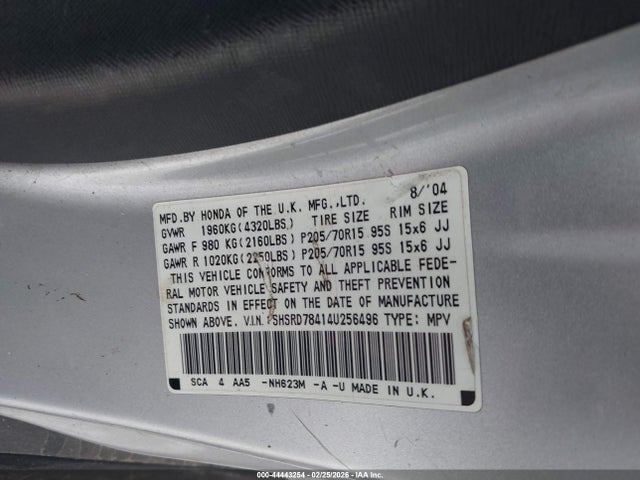 MFD.BY HONDA OF THE U.K. MFG.,LTD. 8/'04
GVWR 1960KG(4320LBS) TIRE SIZE RIM SIZE
GAWR F 980 KG(2160LBS) P205/70R15 95S 15x6 JJ
GAWR R 1020KG(2250LBS) P205/70R15 95S 15x6 JJ
THIS VEHICLE CONFORMS TO ALL APPLICABLE FEDE-
RAL MOTOR VEHICLE SAFETY AND THEFT PREVENTION
STANDARDS IN EFFECT ON THE DATE OF MANUFACTURE
SHOWN ABOVE. V.I.N.:SHSRD78414U256496 TYPE: MPV
SCA 4 AA5 -NH623M -A -U MADE IN U.K.
000-44443254 - 02/25/2026 - IAAI.COM